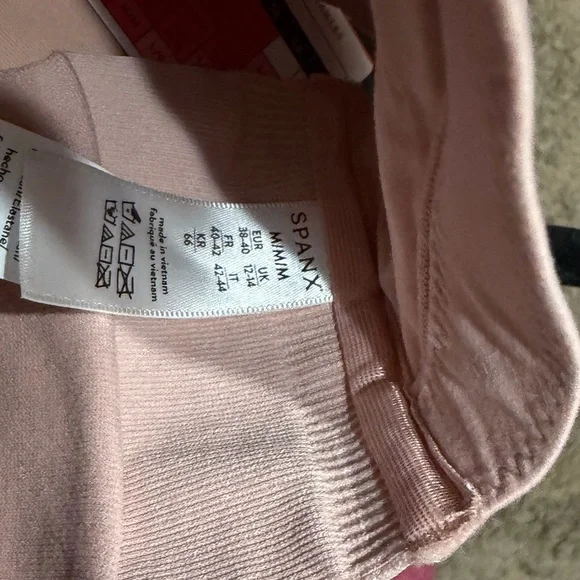 SPANX
M/M/M
EUR UK
38-40 12-14
FR IT
40-42 42-44
KR
66
made in vietnam
fabriqué au vietnam
hecho